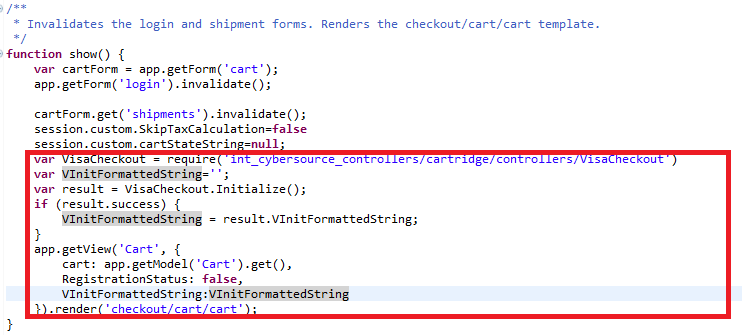 /**
 * Invalidates the login and shipment forms. Renders the checkout/cart/cart template.
 */
function show() {
    var cartForm = app.getForm('cart');
    app.getForm('login').invalidate();

    cartForm.get('shipments').invalidate();
    session.custom.SkipTaxCalculation=false
    session.custom.cartStateString=null;
    var VisaCheckout = require('int_cybersource_controllers/cartridge/controllers/VisaCheckout')
    var VInitFormattedString='';
    var result = VisaCheckout.Initialize();
    if (result.success) {
        VInitFormattedString = result.VInitFormattedString;
    }
    app.getView('Cart', {
        cart: app.getModel('Cart').get(),
        RegistrationStatus: false,
        VInitFormattedString:VInitFormattedString
    }).render('checkout/cart/cart');
}